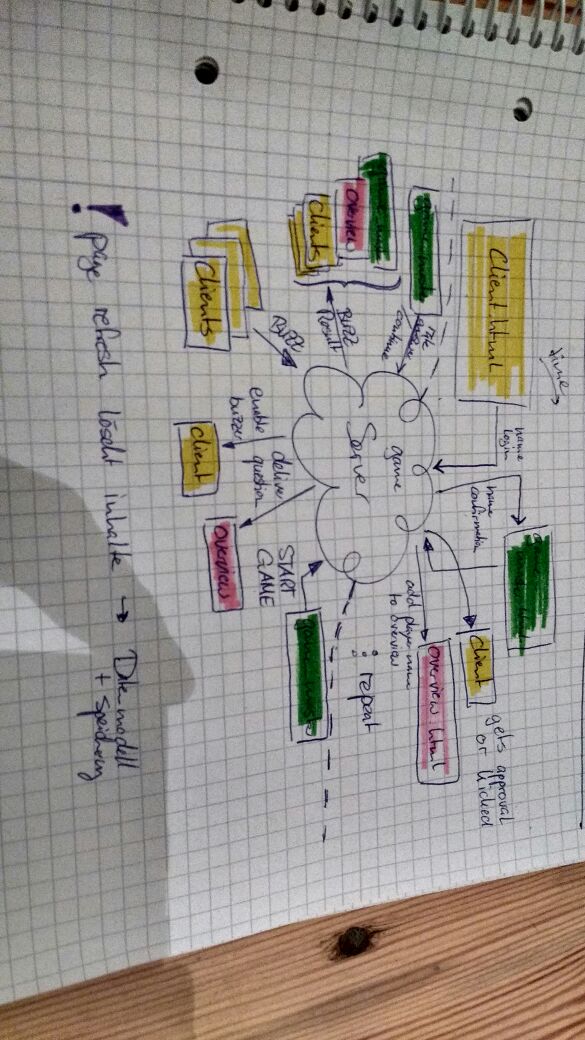 time
Client.html
name
login
name
confirmation
client
gets approval
or kicked
overview.html
add player name
to overview
game
Server
confirm
Overview
Clients
Buzz
Result
BUZZ
Clients
enable
buzzer
client
deliver
question
overview
START
GAME
: repeat
! page refresh löscht inhalte → Datenmodell
+ speicherung